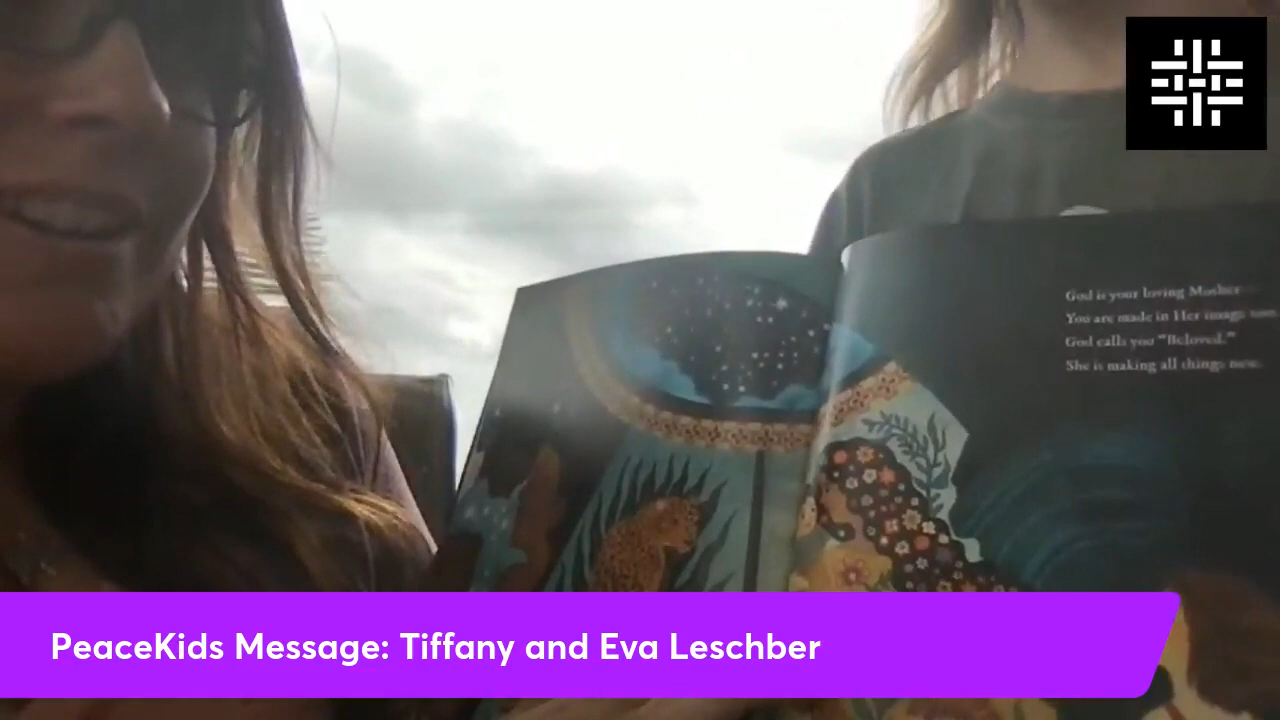 God is your loving Mother
You are made in Her image now.
God calls you "Beloved."
She is making all things new.
PeaceKids Message: Tiffany and Eva Leschber